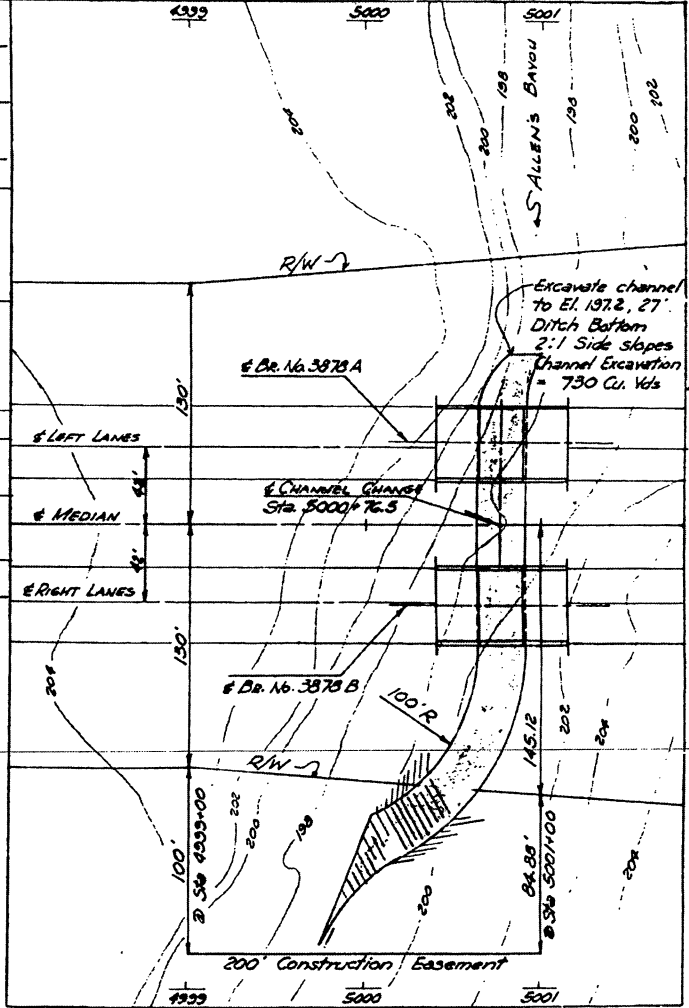 4999
5000
5001
204
202
200
198
ALLEN'S BAYOU
198
200
202
R/W
Excavate channel
to El. 197.2, 27'
Ditch Bottom
2:1 Side slopes
Channel Excavation
= 730 Cu. Yds
℄ BR. No. 3878 A
130'
℄ LEFT LANES
42'
℄ CHANNEL CHANGE
Sta. 5000+76.5
℄ MEDIAN
42'
℄ RIGHT LANES
130'
204
℄ BR. No. 3878 B
100' R
145.12
202
204
R/W
100'
@ Sta 4999+00
202
200
198
200
84.88'
@ Sta 5001+00
204
200' Construction Easement
4999
5000
5001